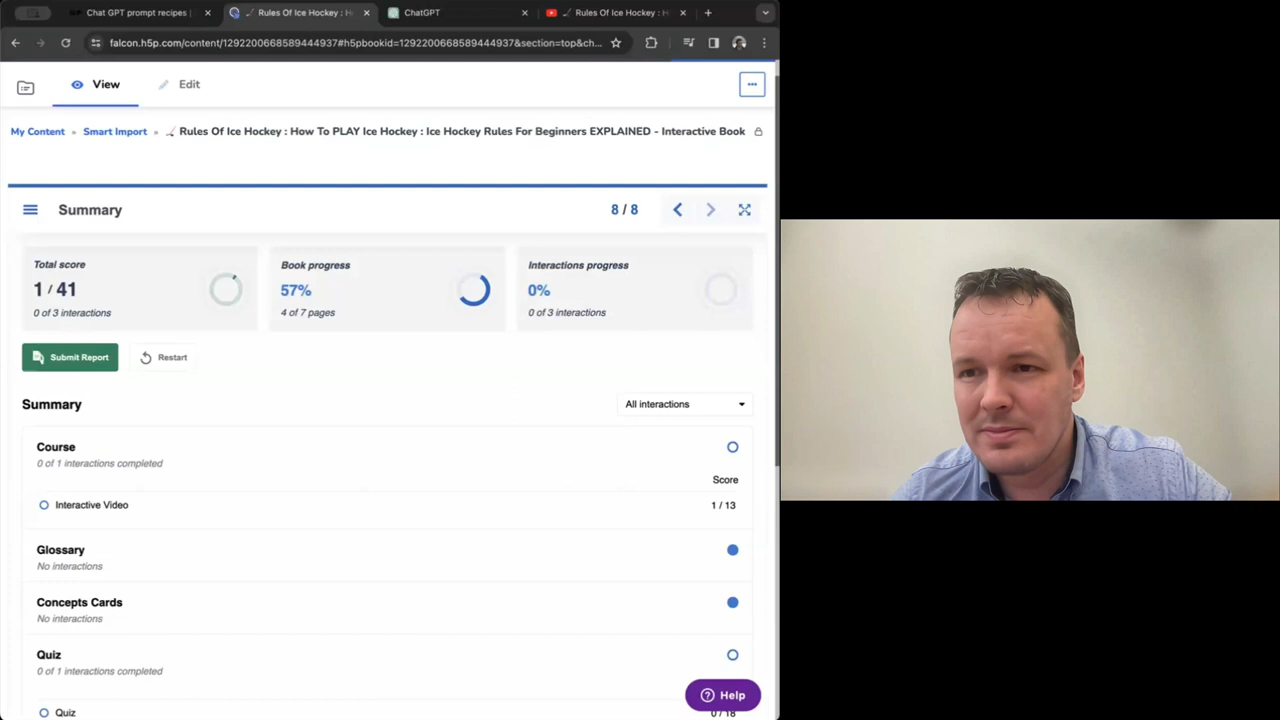 Chat GPT prompt recipes |
Rules Of Ice Hockey : H
ChatGPT
Rules Of Ice Hockey : H
falcon.h5p.com/content/1292200668589444937#h5pbookid=1292200668589444937&section=top&ch...
View
Edit
My Content » Smart Import » Rules Of Ice Hockey : How To PLAY Ice Hockey : Ice Hockey Rules For Beginners EXPLAINED - Interactive Book
Summary
8 / 8
Total score
1 / 41
0 of 3 interactions
Book progress
57%
4 of 7 pages
Interactions progress
0%
0 of 3 interactions
Submit Report
Restart
Summary
All interactions
Course
0 of 1 interactions completed
Score
Interactive Video
1 / 13
Glossary
No interactions
Concepts Cards
No interactions
Quiz
0 of 1 interactions completed
Help
Quiz
0 / 18